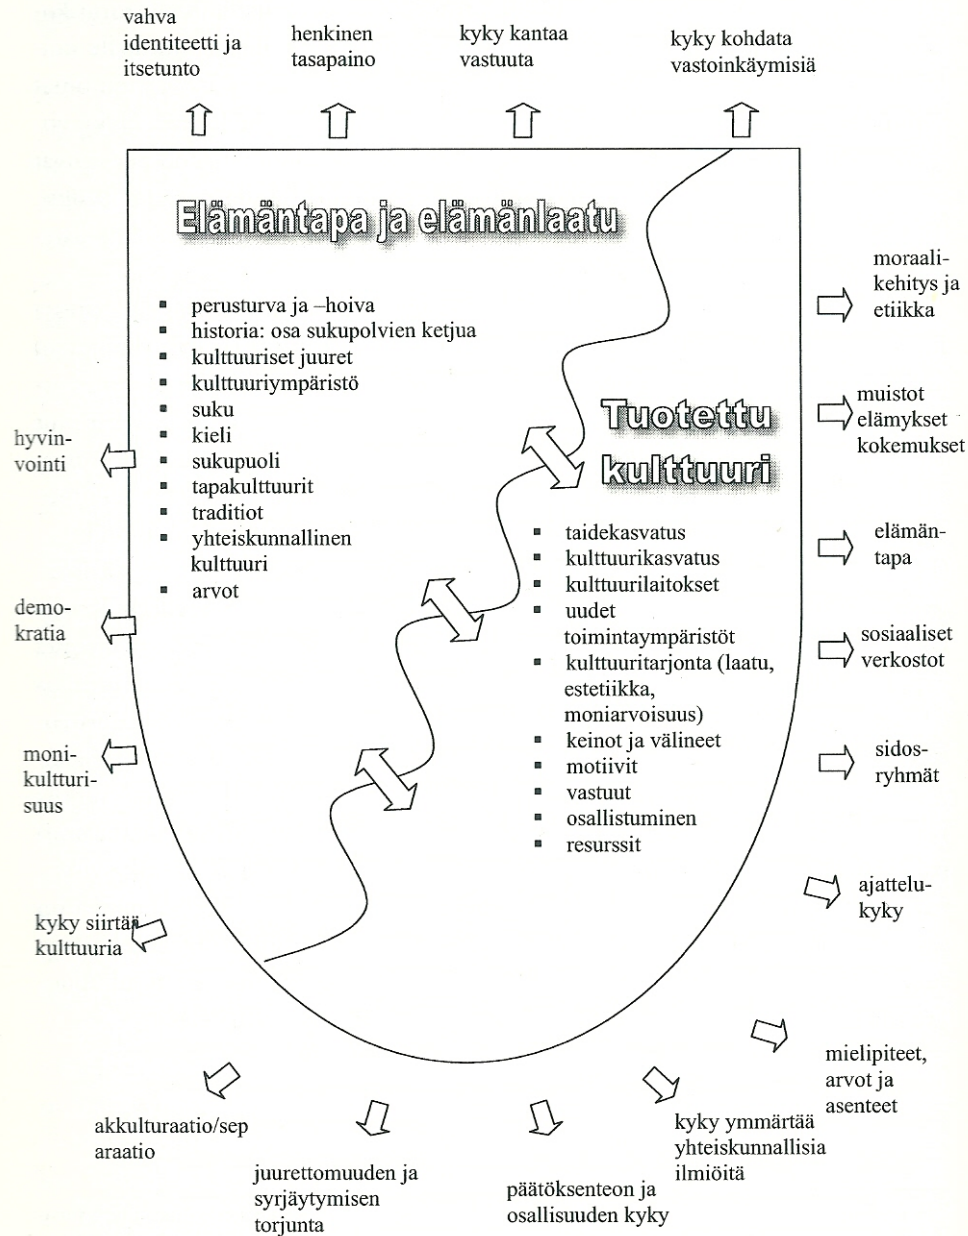 vahva
identiteetti ja
itsetunto
henkinen
tasapaino
kyky kantaa
vastuuta
kyky kohdata
vastoinkäymisiä
Elämäntapa ja elämänlaatu
▪ perusturva ja –hoiva
▪ historia: osa sukupolvien ketjua
▪ kulttuuriset juuret
▪ kulttuuriympäristö
▪ suku
▪ kieli
▪ sukupuoli
▪ tapakulttuurit
▪ traditiot
▪ yhteiskunnallinen
kulttuuri
▪ arvot
Tuotettu
kulttuuri
▪ taidekasvatus
▪ kulttuurikasvatus
▪ kulttuurilaitokset
▪ uudet
toimintaympäristöt
▪ kulttuuritarjonta (laatu,
estetiikka,
moniarvoisuus)
▪ keinot ja välineet
▪ motiivit
▪ vastuut
▪ osallistuminen
▪ resurssit
moraali-
kehitys ja
etiikka
muistot
elämykset
kokemukset
elämän-
tapa
sosiaaliset
verkostot
sidos-
ryhmät
ajattelu-
kyky
mielipiteet,
arvot ja
asenteet
kyky ymmärtää
yhteiskunnallisia
ilmiöitä
päätöksenteon ja
osallisuuden kyky
juurettomuuden ja
syrjäytymisen
torjunta
akkulturaatio/sep
araatio
kyky siirtää
kulttuuria
moni-
kultturi-
suus
demo-
kratia
hyvin-
vointi